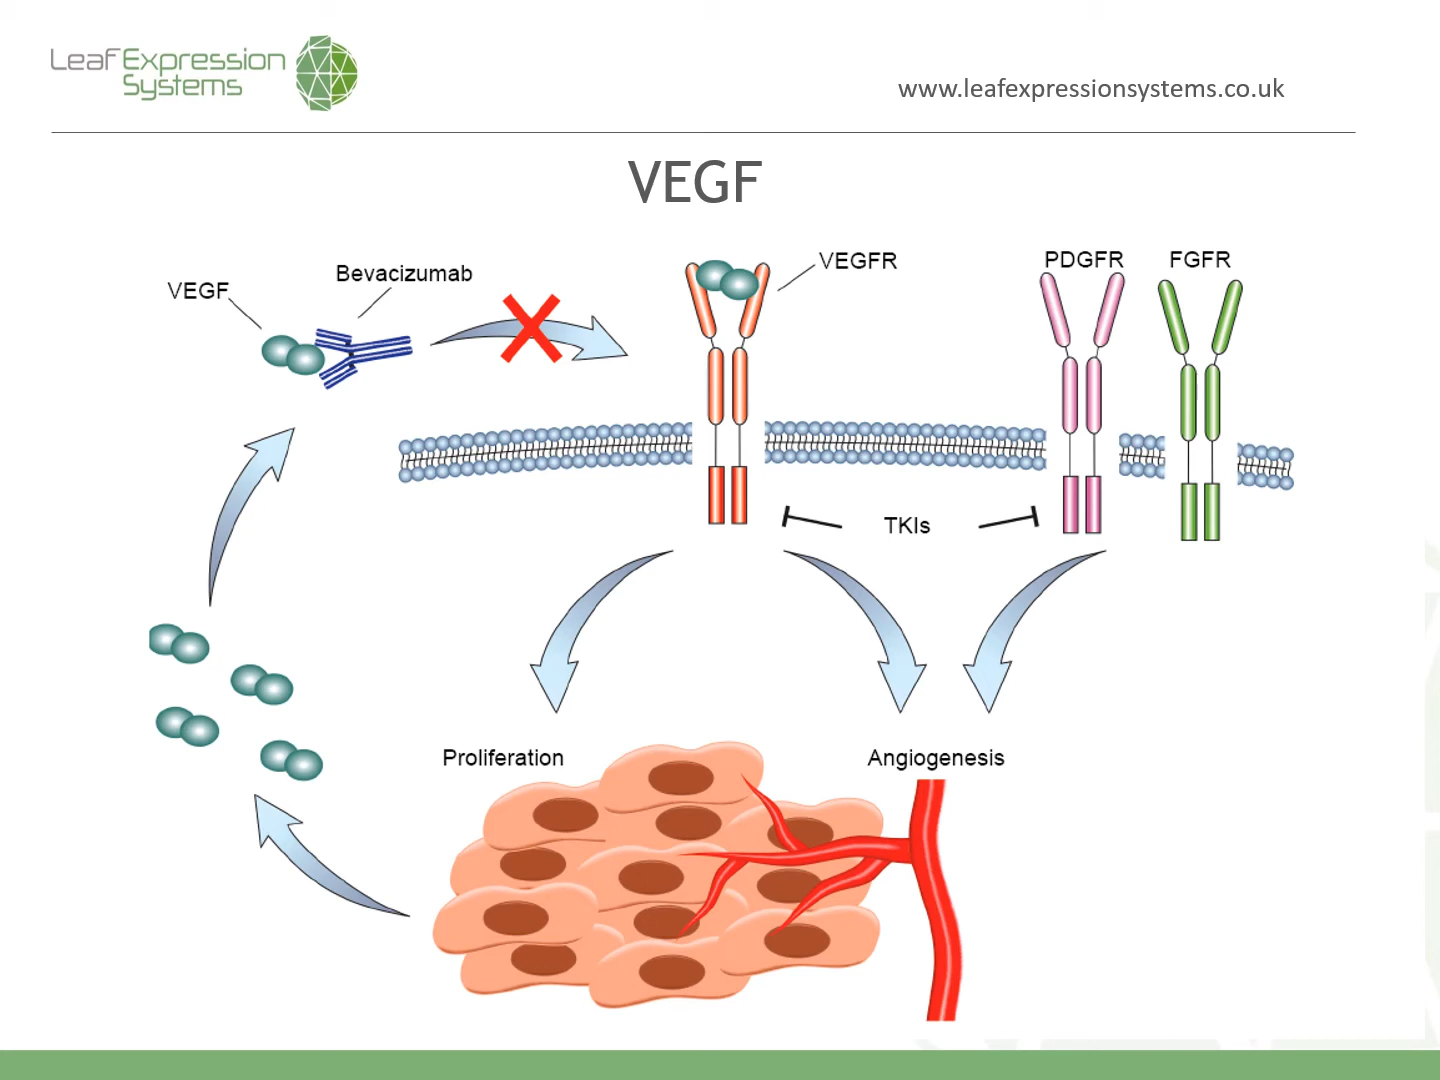 Leaf Expression
Systems
www.leafexpressionsystems.co.uk
VEGF
VEGF
Bevacizumab
VEGFR
PDGFR
FGFR
TKIs
Proliferation
Angiogenesis